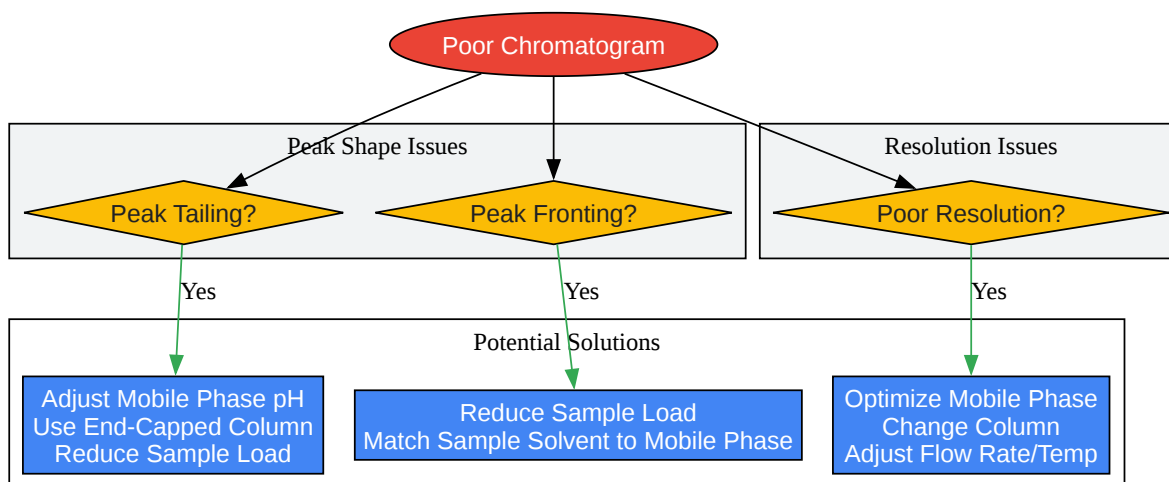 Poor Chromatogram
Peak Shape Issues
Resolution Issues
Peak Tailing?
Peak Fronting?
Poor Resolution?
Yes
Yes
Yes
Potential Solutions
Adjust Mobile Phase pH
Use End-Capped Column
Reduce Sample Load
Reduce Sample Load
Match Sample Solvent to Mobile Phase
Optimize Mobile Phase
Change Column
Adjust Flow Rate/Temp